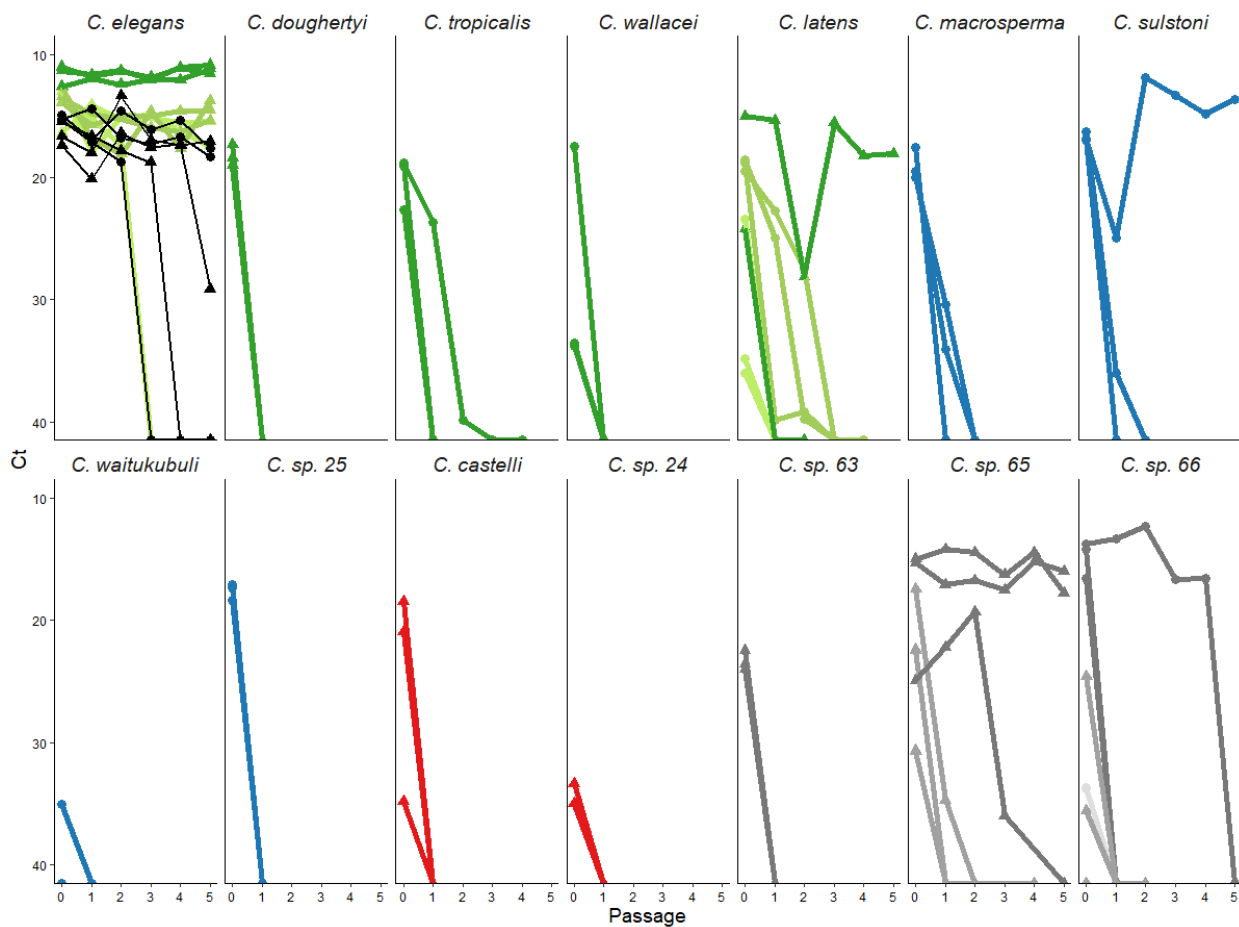 C. elegans C. doughertyi C. tropicalis C. wallacei C. latens C. macrosperma C. sulstoni
10
20
30
40
Ct
C. waitukubuli C. sp. 25 C. castelli C. sp. 24 C. sp. 63 C. sp. 65 C. sp. 66
10
20
30
40
0 1 2 3 4 5 0 1 2 3 4 5 0 1 2 3 4 5 0 1 2 3 4 5 0 1 2 3 4 5 0 1 2 3 4 5 0 1 2 3 4 5
Passage